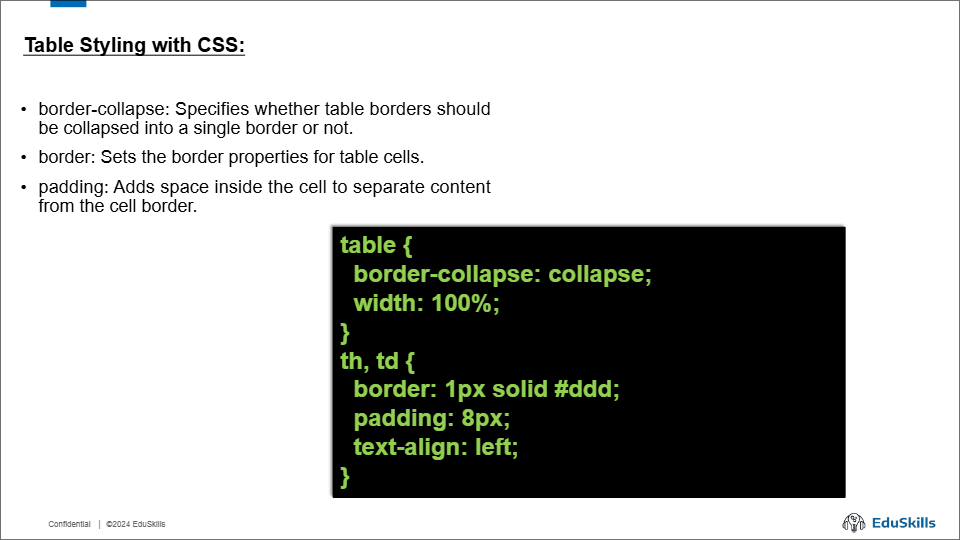 Table Styling with CSS:
• border-collapse: Specifies whether table borders should
be collapsed into a single border or not.
• border: Sets the border properties for table cells.
• padding: Adds space inside the cell to separate content
from the cell border.
table {
  border-collapse: collapse;
  width: 100%;
}
th, td {
  border: 1px solid #ddd;
  padding: 8px;
  text-align: left;
}
Confidential | ©2024 EduSkills
EduSkills